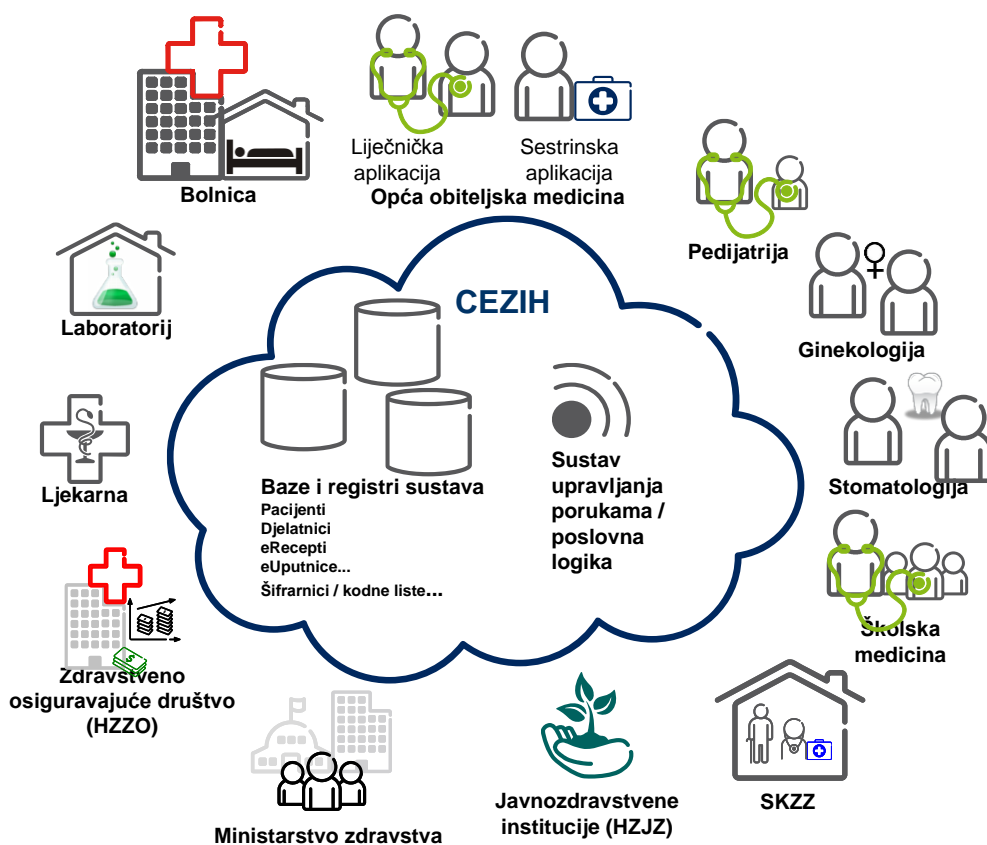 Bolnica
Liječnička
aplikacija
Sestrinska
aplikacija
Opća obiteljska medicina
Pedijatrija
Laboratorij
CEZIH
Ginekologija
Ljekarna
Baze i registri sustava
Pacijenti
Djelatnici
eRecepti
eUputnice...
Šifrarnici / kodne liste...
Sustav
upravljanja
porukama /
poslovna
logika
Stomatologija
Školska
medicina
$
Zdravstveno
osiguravajuće društvo
(HZZO)
Ministarstvo zdravstva
Javnozdravstvene
institucije (HZJZ)
SKZZ